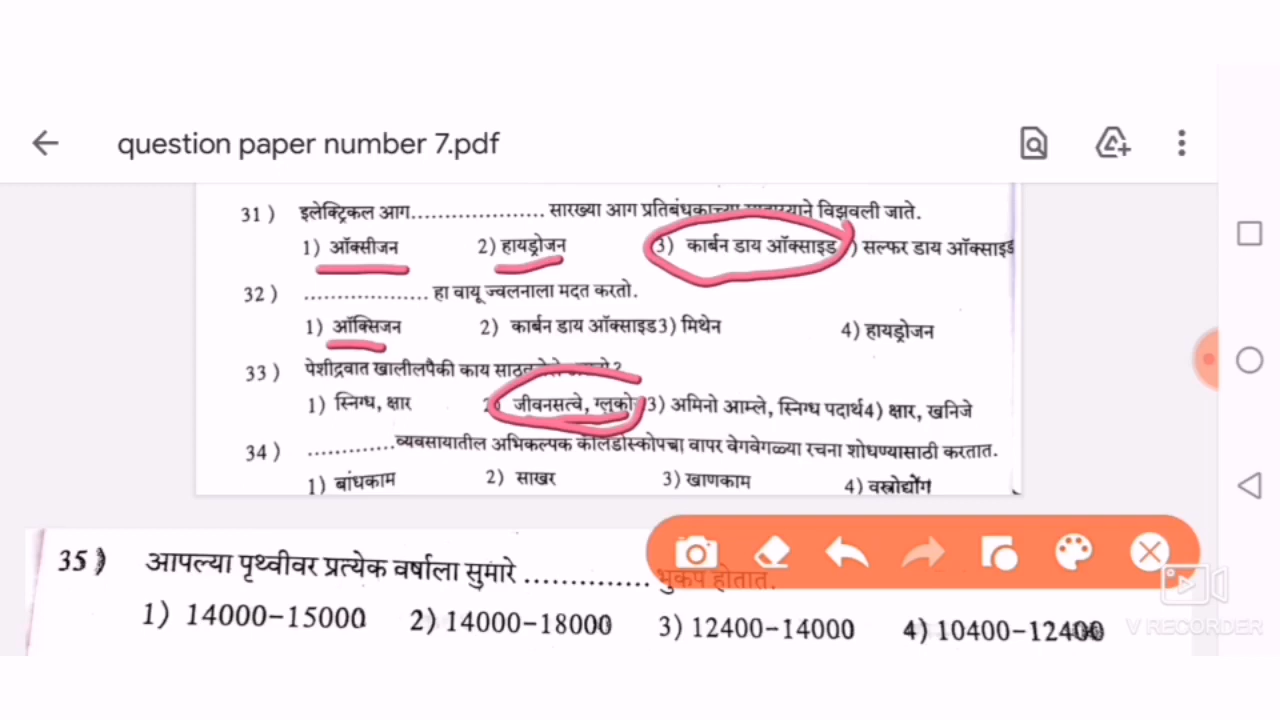 question paper number 7.pdf
31) इलेक्ट्रिकल आग..................... सारख्या आग प्रतिबंधकाच्या साहाय्याने विझवली जाते.
1) ऑक्सीजन 2) हायड्रोजन 3) कार्बन डाय ऑक्साइड ) सल्फर डाय ऑक्साइड
32) .................... हा वायू ज्वलनाला मदत करतो.
1) ऑक्सिजन 2) कार्बन डाय ऑक्साइड 3) मिथेन 4) हायड्रोजन
33) पेशीद्रवात खालीलपैकी काय
1) स्निग्ध, क्षार जीवनसत्वे, ग्लुको 3) अमिनो आम्ले, स्निग्ध पदार्थ 4) क्षार, खनिजे
34) ..............व्यवसायातील अभिकल्पक कॅलिडोस्कोपचा वापर वेगवेगळ्या रचना शोधण्यासाठी करतात.
1) बांधकाम 2) साखर 3) खाणकाम 4) वस्त्रोद्योग
35) आपल्या पृथ्वीवर प्रत्येक वर्षाला सुमारे .............. भुकंप होतात.
1) 14000-15000 2) 14000-18000 3) 12400-14000 4) 10400-12400
V RECORDER